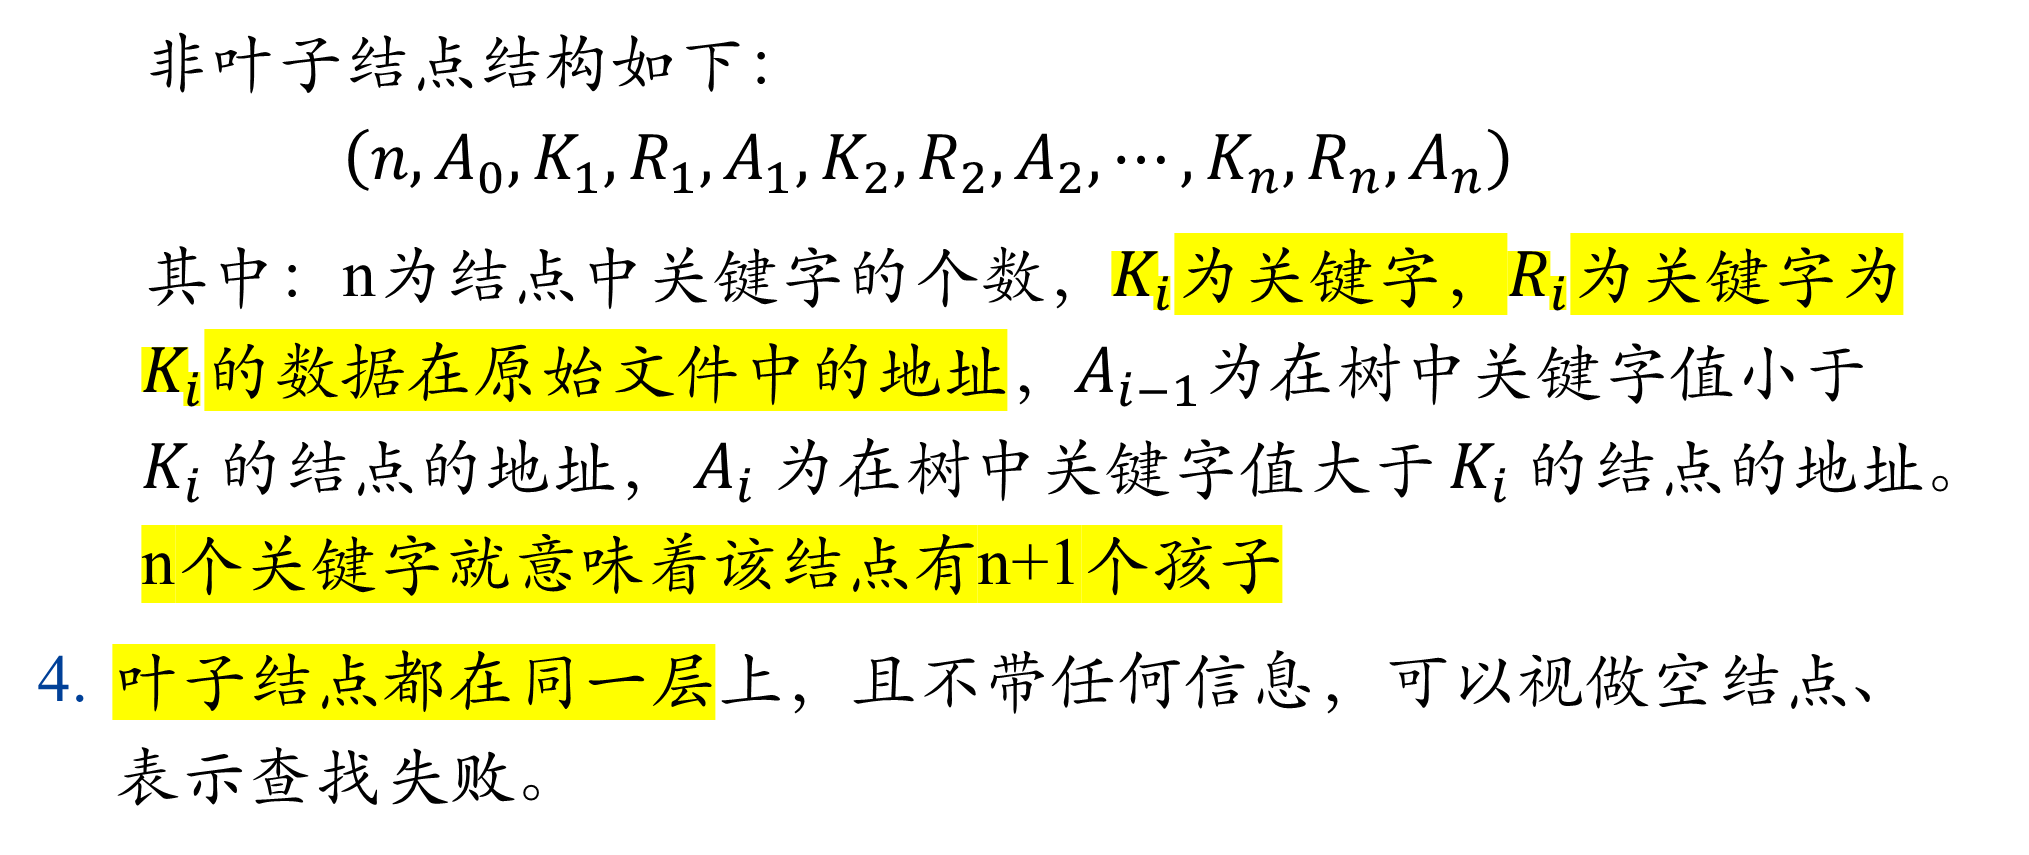 非叶子结点结构如下：
(n, A₀, K₁, R₁, A₁, K₂, R₂, A₂, ⋯, Kₙ, Rₙ, Aₙ)
其中：n为结点中关键字的个数，Kᵢ为关键字，Rᵢ为关键字为
Kᵢ的数据在原始文件中的地址，Aᵢ₋₁为在树中关键字值小于
Kᵢ 的结点的地址，Aᵢ 为在树中关键字值大于 Kᵢ 的结点的地址。
n个关键字就意味着该结点有n+1个孩子
4. 叶子结点都在同一层上，且不带任何信息，可以视做空结点、
表示查找失败。